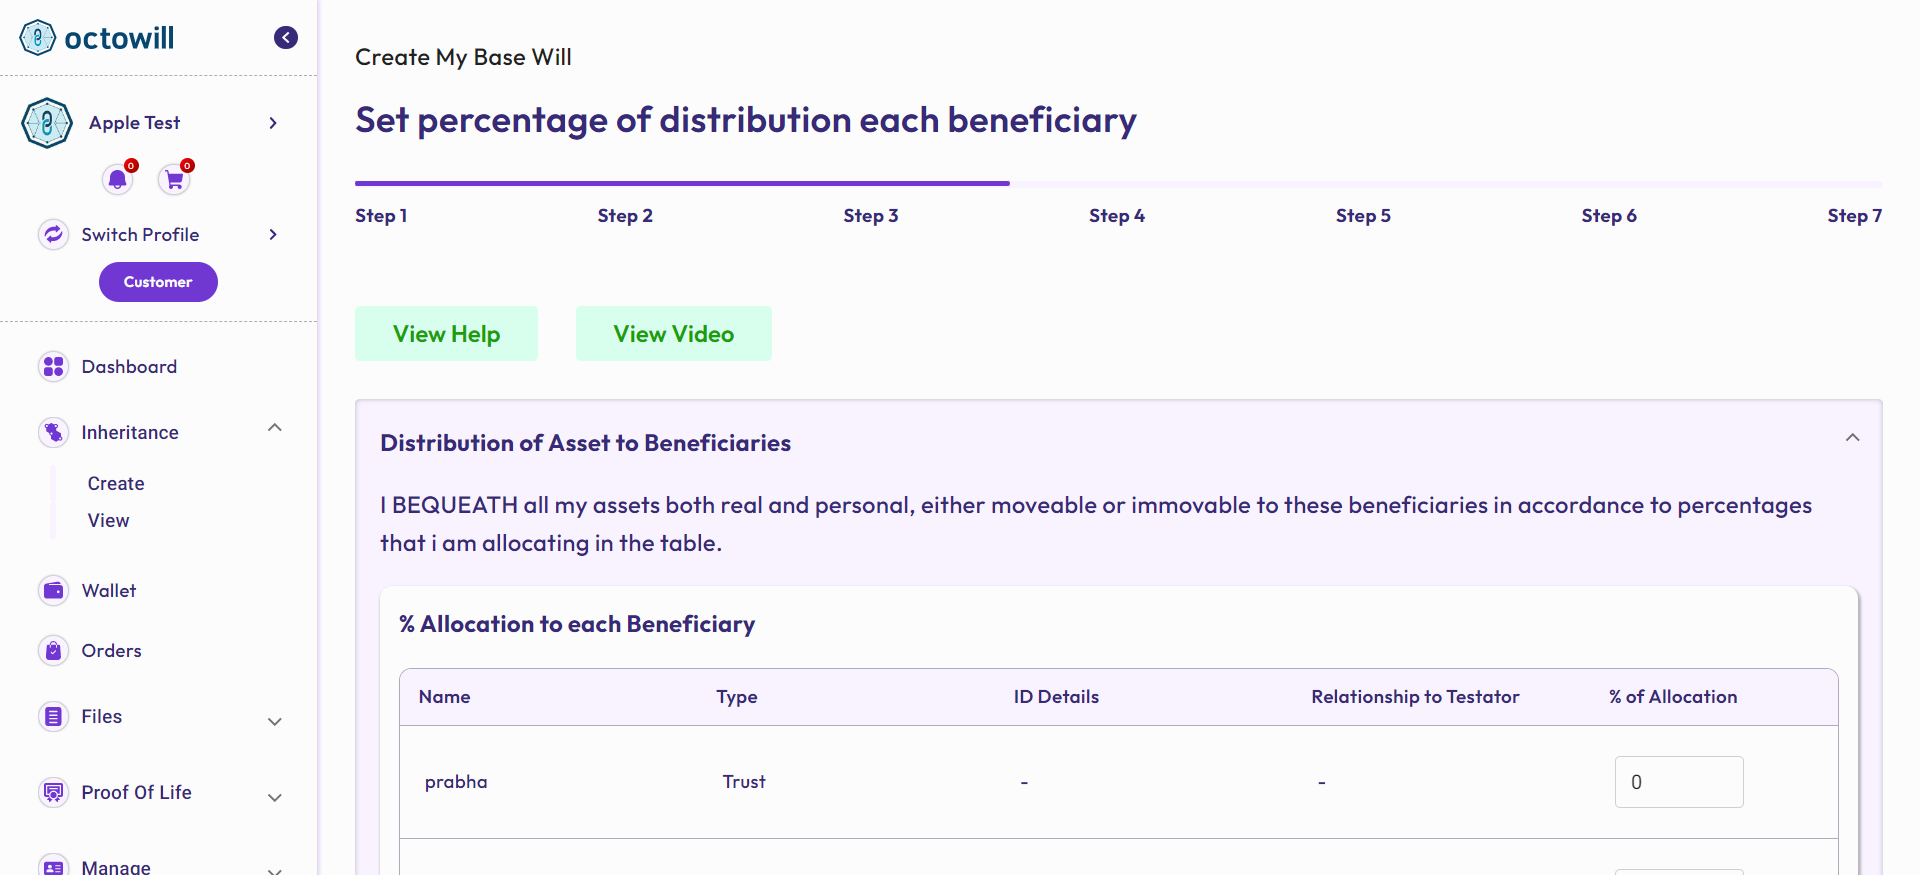 octowill
Apple Test
0
0
Switch Profile
Customer
Dashboard
Inheritance
Create
View
Wallet
Orders
Files
Proof Of Life
Manage
Create My Base Will
Set percentage of distribution each beneficiary
Step 1 Step 2 Step 3 Step 4 Step 5 Step 6 Step 7
View Help View Video
Distribution of Asset to Beneficiaries
I BEQUEATH all my assets both real and personal, either moveable or immovable to these beneficiaries in accordance to percentages
that i am allocating in the table.
% Allocation to each Beneficiary
Name Type ID Details Relationship to Testator % of Allocation
prabha Trust - - 0